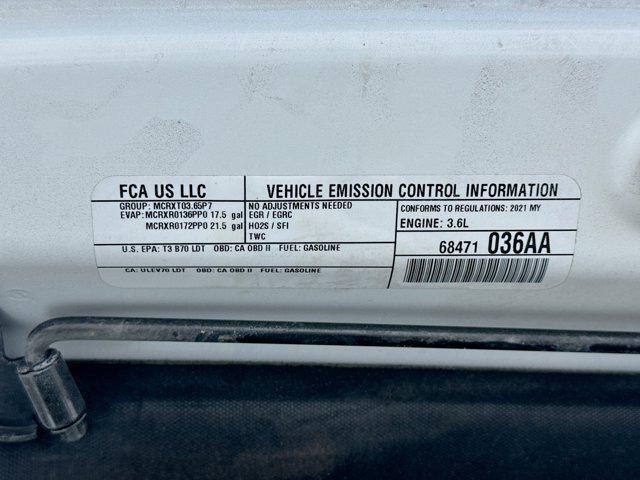 FCA US LLC
VEHICLE EMISSION CONTROL INFORMATION
GROUP: MCRXT03.65P7
EVAP: MCRXR0136PP0 17.5 gal
MCRXR0172PP0 21.5 gal
NO ADJUSTMENTS NEEDED
EGR / EGRC
HO2S / SFI
TWC
CONFORMS TO REGULATIONS: 2021 MY
ENGINE: 3.6L
U.S. EPA: T3 B70 LDT OBD: CA OBD II FUEL: GASOLINE
68471 036AA
CA: ULEV70 LDT OBD: CA OBD II FUEL: GASOLINE